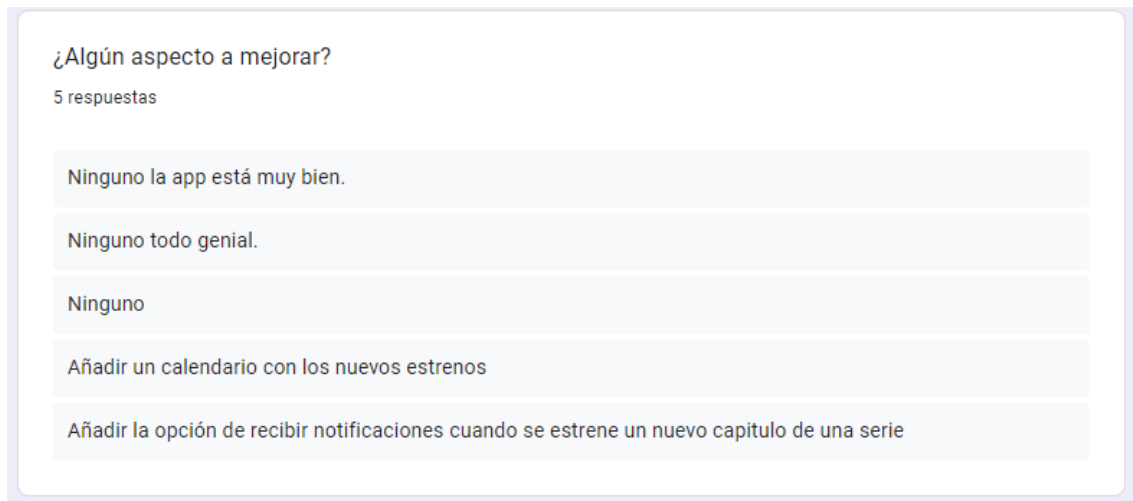 ¿Algún aspecto a mejorar?
5 respuestas
Ninguno la app está muy bien.
Ninguno todo genial.
Ninguno
Añadir un calendario con los nuevos estrenos
Añadir la opción de recibir notificaciones cuando se estrene un nuevo capitulo de una serie